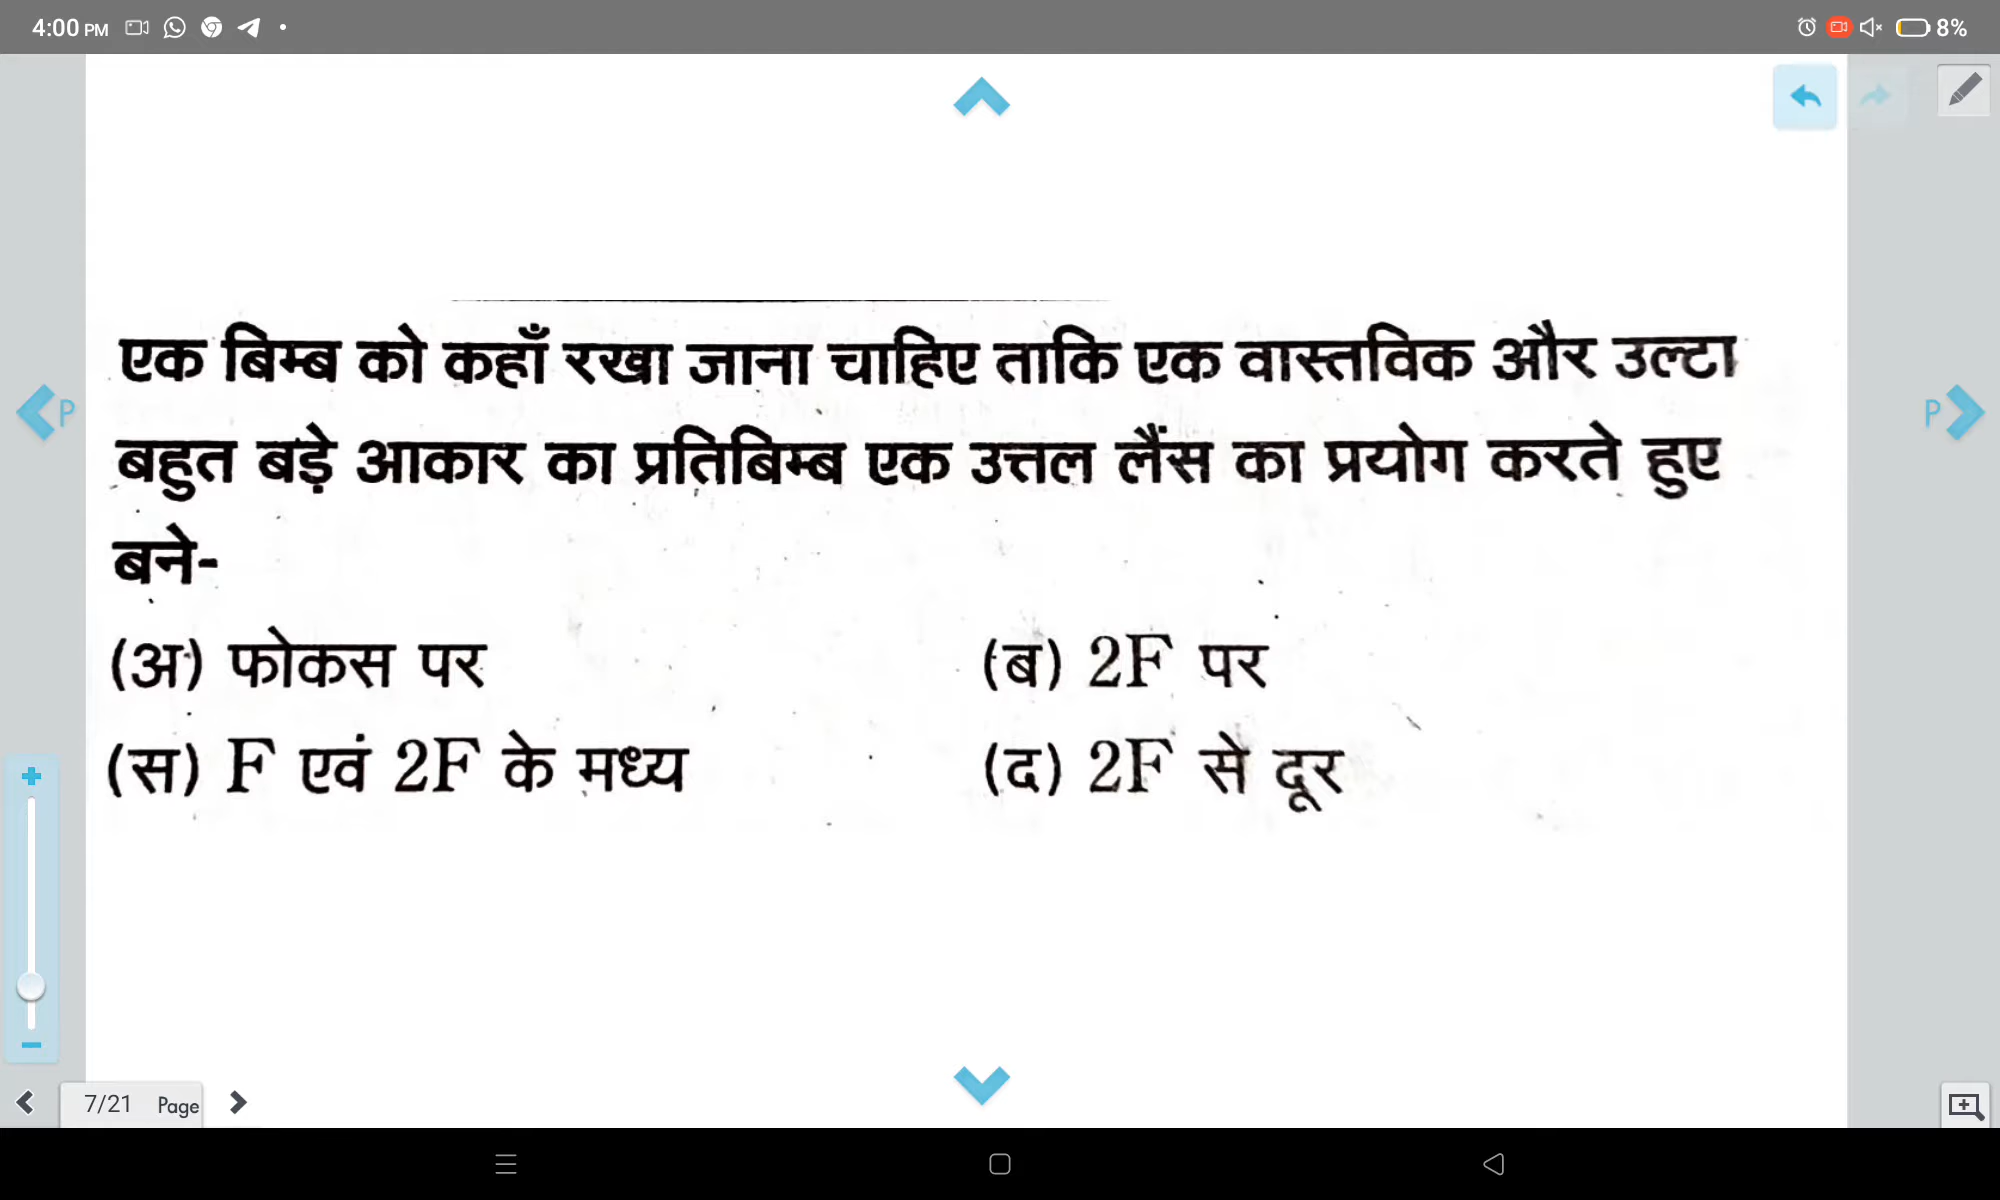 4:00 PM
8%
P
P
एक बिम्ब को कहाँ रखा जाना चाहिए ताकि एक वास्तविक और उल्टा
बहुत बड़े आकार का प्रतिबिम्ब एक उत्तल लैंस का प्रयोग करते हुए
बने-
(अ) फोकस पर
(ब) 2F पर
(स) F एवं 2F के मध्य
(द) 2F से दूर
7/21 Page